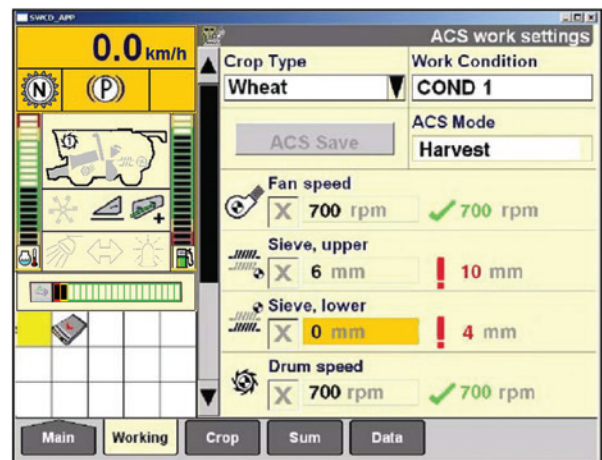 SWCD_APP
0.0 km/h
N
(P)
ACS work settings
Crop Type
Work Condition
Wheat
COND 1
ACS Save
ACS Mode
Harvest
Fan speed
X 700 rpm 700 rpm
Sieve, upper
X 6 mm ! 10 mm
Sieve, lower
X 0 mm ! 4 mm
Drum speed
X 700 rpm 700 rpm
Main Working Crop Sum Data